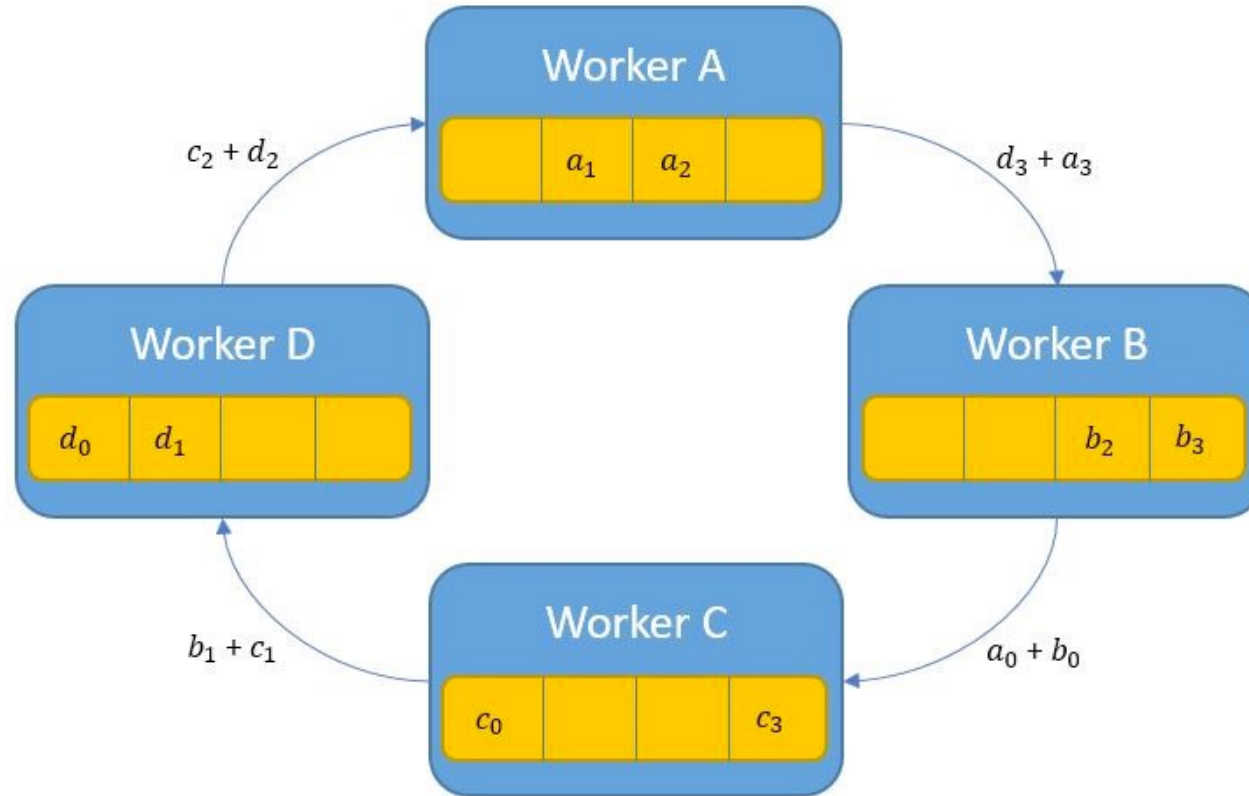 Worker A
a₁ a₂
c₂ + d₂
d₃ + a₃
Worker D
d₀ d₁
Worker B
b₂ b₃
b₁ + c₁
a₀ + b₀
Worker C
c₀ c₃